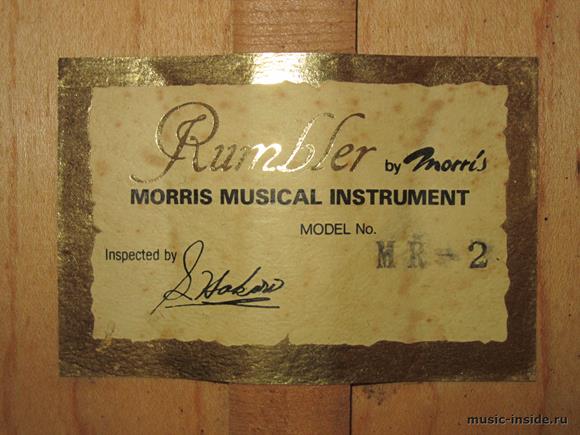 Rumbler by Morris
MORRIS MUSICAL INSTRUMENT
MODEL No.
MR-2
Inspected by
music-inside.ru